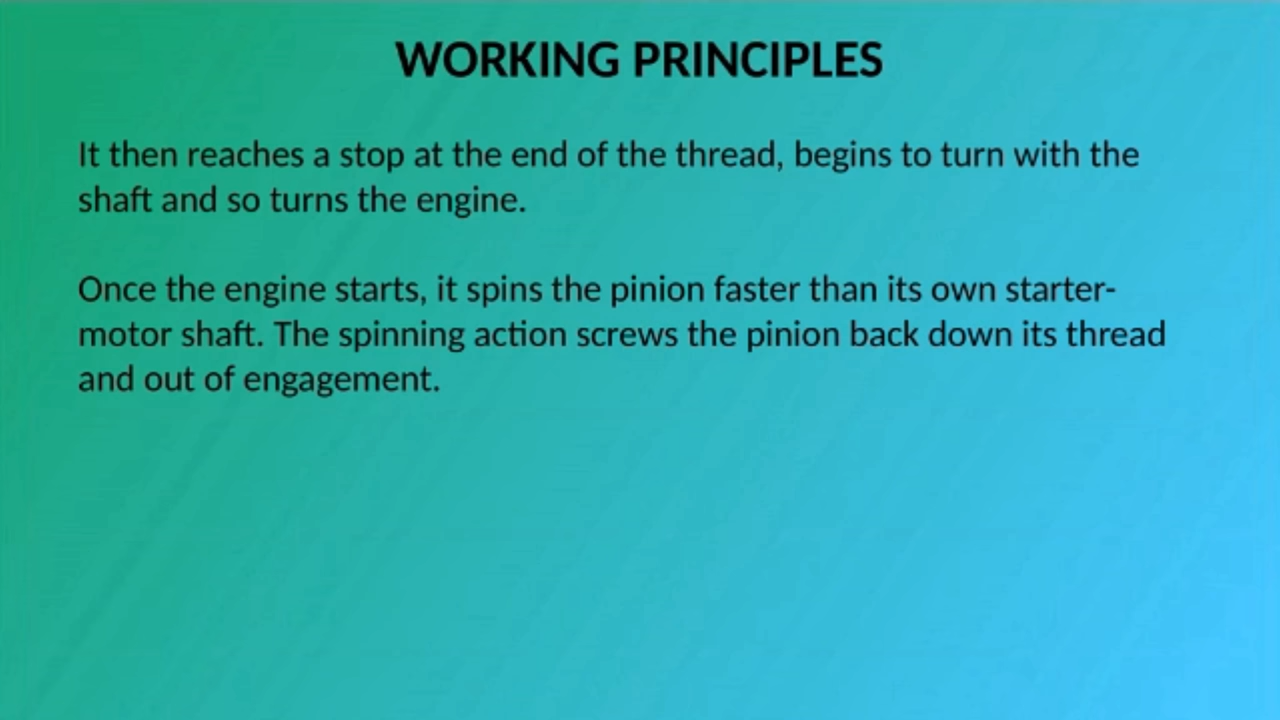 WORKING PRINCIPLES
It then reaches a stop at the end of the thread, begins to turn with the
shaft and so turns the engine.
Once the engine starts, it spins the pinion faster than its own starter-
motor shaft. The spinning action screws the pinion back down its thread
and out of engagement.